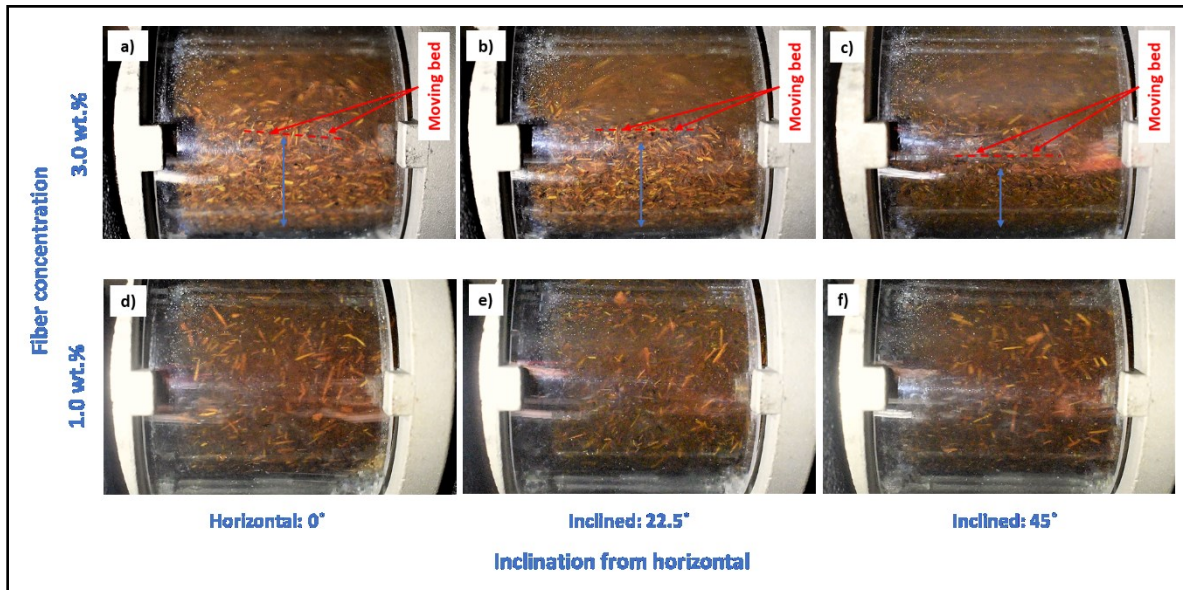 a)
Moving bed
b)
Moving bed
c)
Moving bed
3.0 wt.%
Fiber concentration
d)
e)
f)
1.0 wt.%
Horizontal: 0°
Inclined: 22.5°
Inclined: 45°
Inclination from horizontal